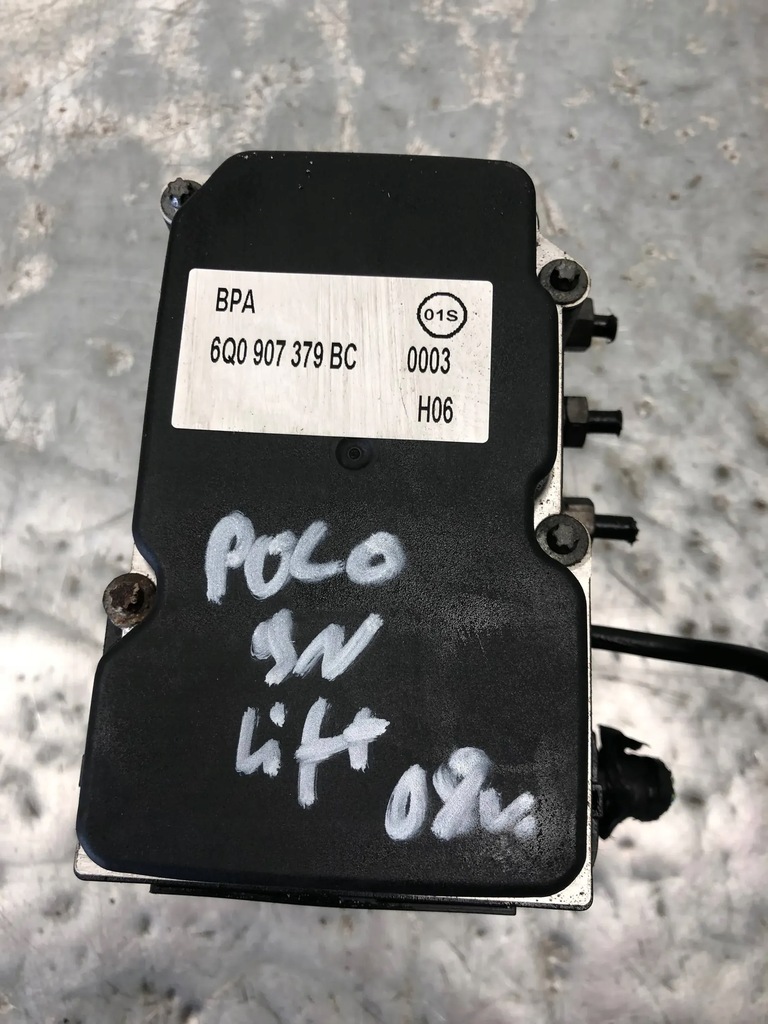 BPA 01S
6Q0 907 379 BC 0003
H06
POLO
9N
Lift
08r.